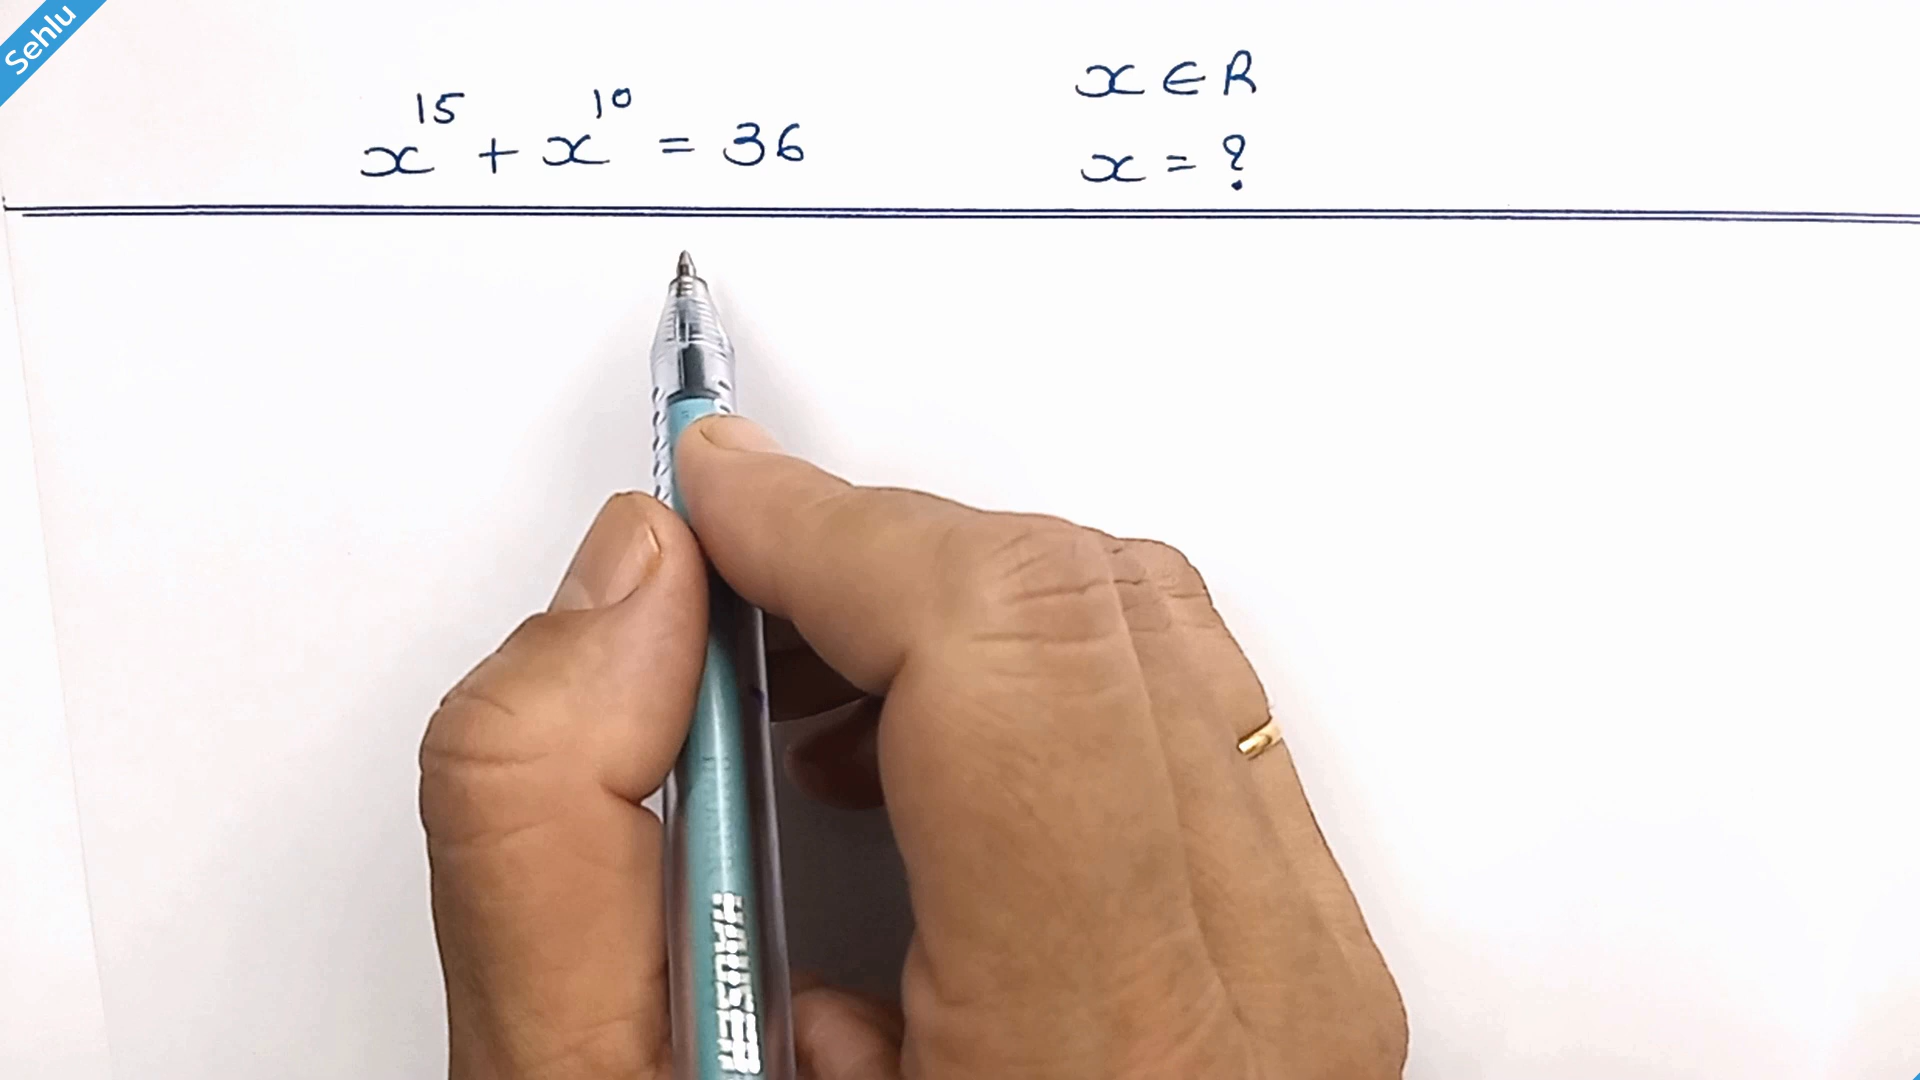 Sehlu
x^15 + x^10 = 36
x ∈ R
x = ?
HAUSER